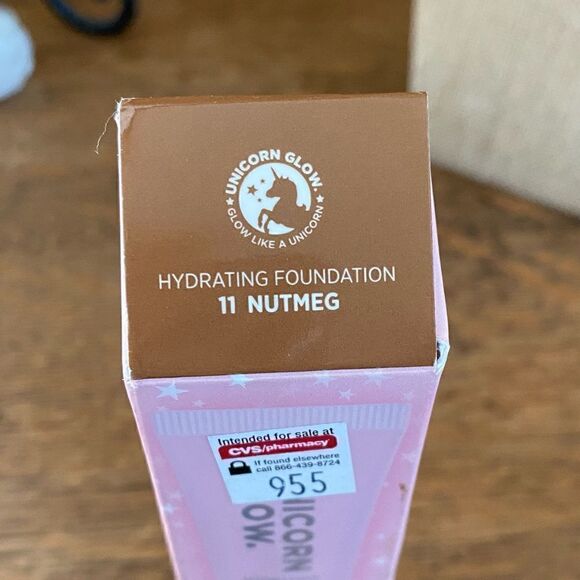 UNICORN GLOW.
GLOW LIKE A UNICORN
HYDRATING FOUNDATION
11 NUTMEG
Intended for sale at
CVS/pharmacy
If found elsewhere
call 866-439-8724
955
UNICORN
GLOW.